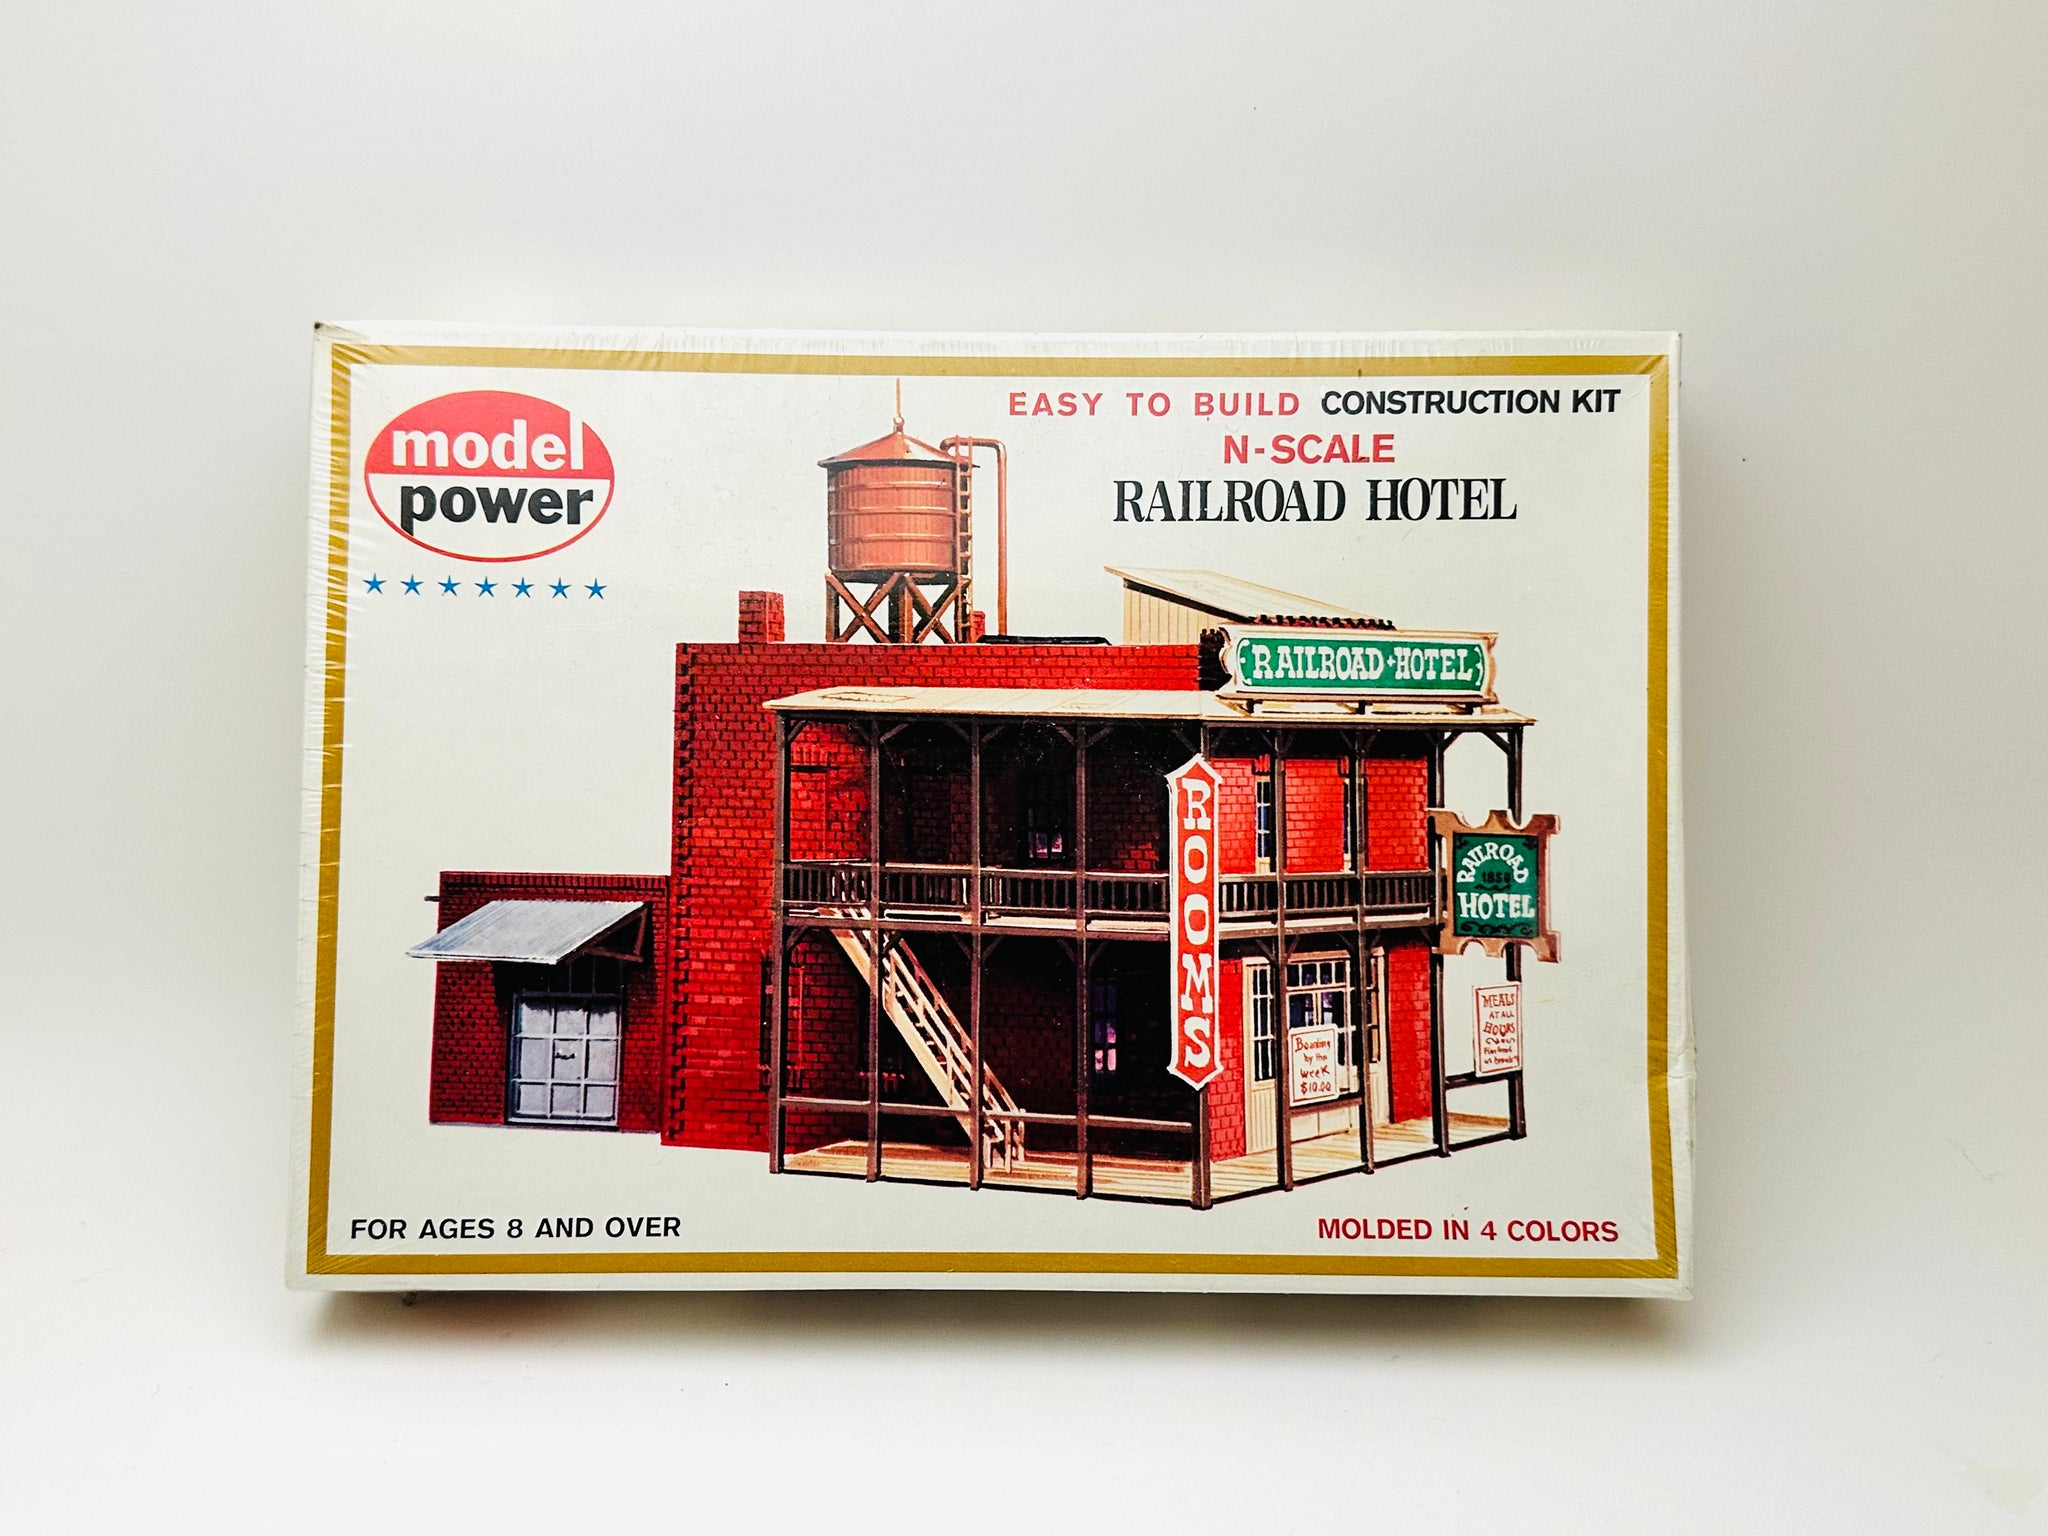 model
power
EASY TO BUILD CONSTRUCTION KIT
N-SCALE
RAILROAD HOTEL
RAILROAD HOTEL
ROOMS
RAILROAD
HOTEL
MEALS
AT ALL
HOURS
Boarding
by the
week
$10.00
FOR AGES 8 AND OVER
MOLDED IN 4 COLORS